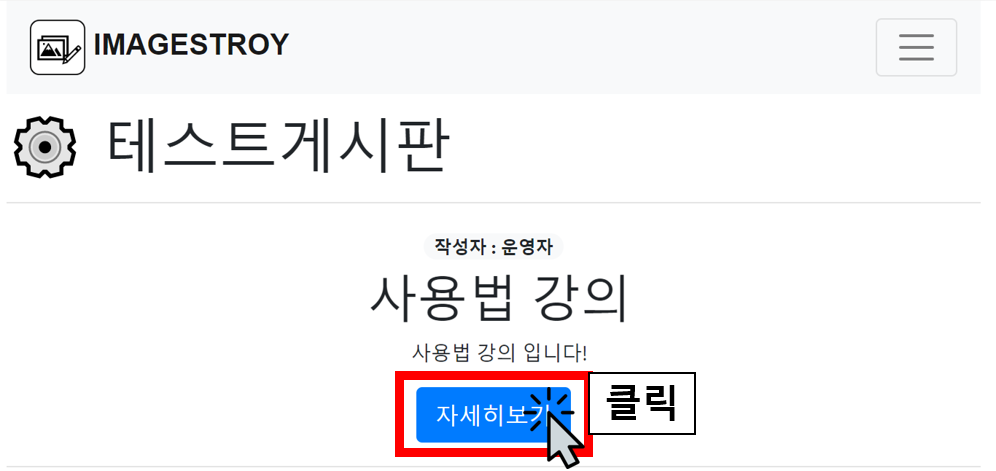 IMAGESTROY
테스트게시판
작성자 : 운영자
사용법 강의
사용법 강의 입니다!
자세히보기
클릭